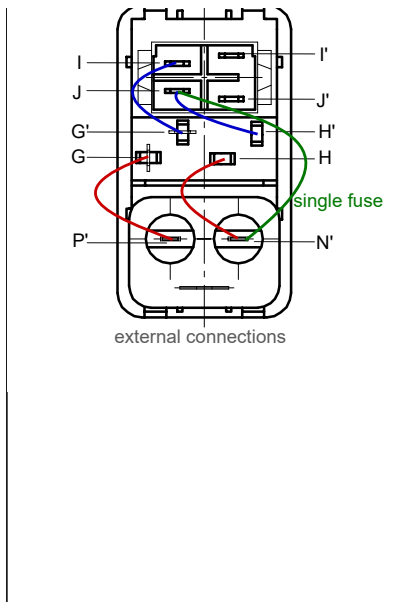 I I'
J J'
G' H'
G H
single fuse
P' N'
external connections